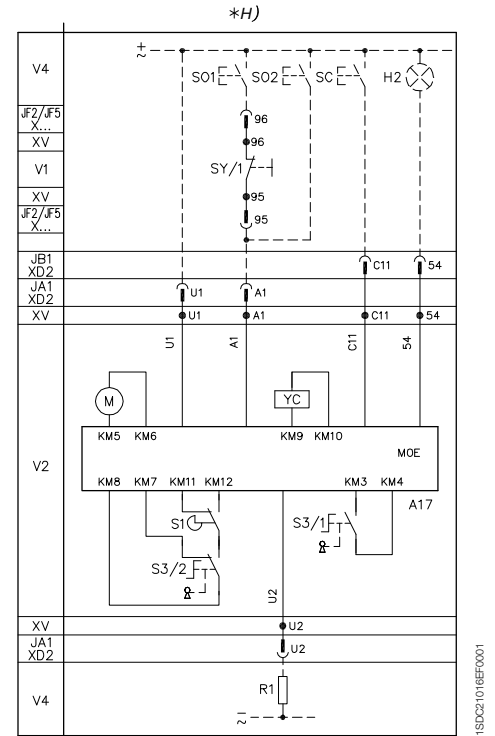 *H)
V4
SO1
SO2
SC
H2
JF2/JF5
X...
96
XV
96
V1
SY/1
XV
95
JF2/JF5
X...
95
JB1
XD2
C11
54
JA1
XD2
U1
A1
XV
U1
A1
C11
54
U1
A1
C11
54
M
YC
KM5
KM6
KM9
KM10
MOE
V2
KM8
KM7
KM11
KM12
KM3
KM4
A17
S1
S3/1
S3/2
U2
XV
U2
JA1
XD2
U2
R1
V4
1SDC21016EF0001